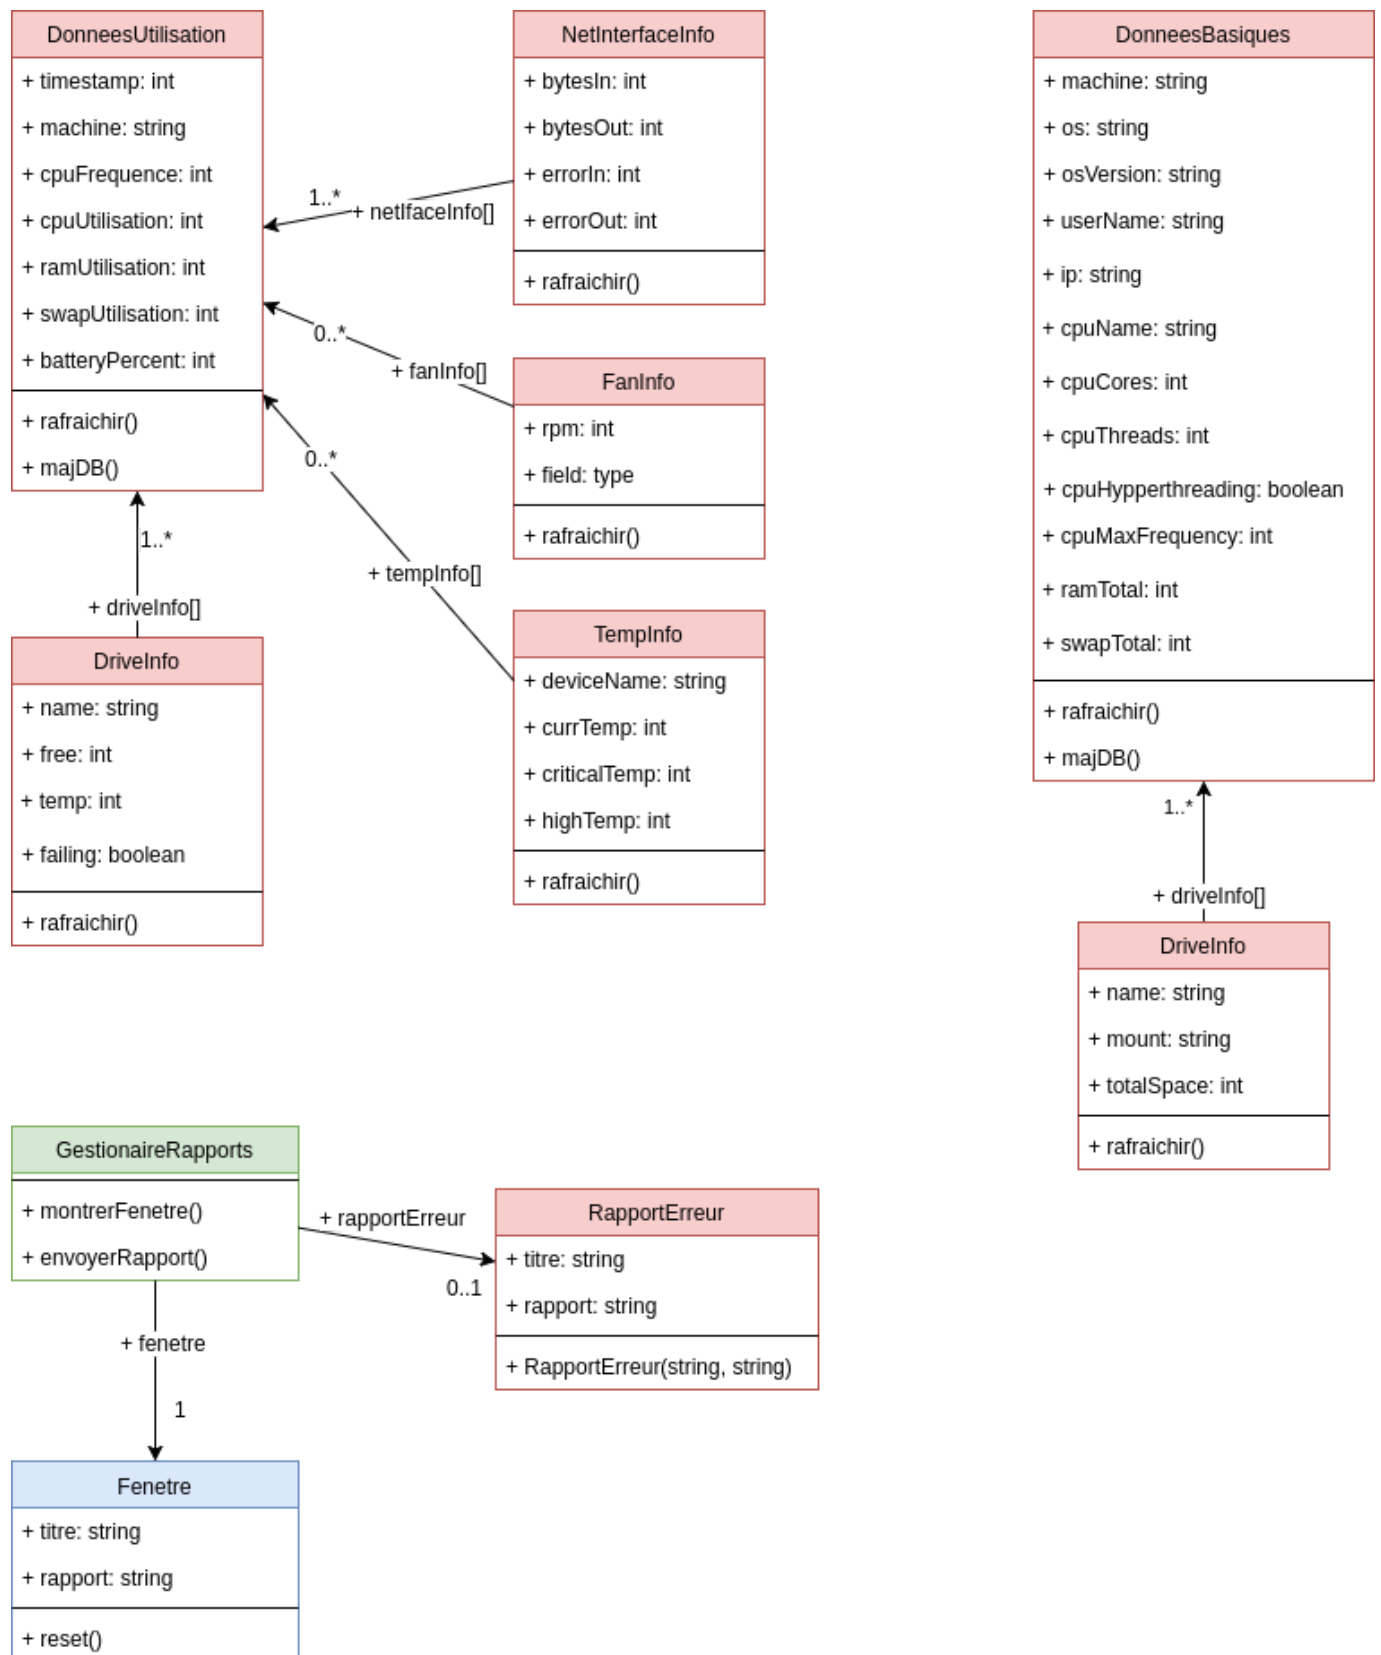 DonneesUtilisation
+ timestamp: int
+ machine: string
+ cpuFrequence: int
+ cpuUtilisation: int
+ ramUtilisation: int
+ swapUtilisation: int
+ batteryPercent: int
+ rafraichir()
+ majDB()
1..*
+ netIfaceInfo[]
0..*
+ fanInfo[]
0..*
+ tempInfo[]
1..*
+ driveInfo[]
NetInterfaceInfo
+ bytesIn: int
+ bytesOut: int
+ errorIn: int
+ errorOut: int
+ rafraichir()
FanInfo
+ rpm: int
+ field: type
+ rafraichir()
TempInfo
+ deviceName: string
+ currTemp: int
+ criticalTemp: int
+ highTemp: int
+ rafraichir()
DriveInfo
+ name: string
+ free: int
+ temp: int
+ failing: boolean
+ rafraichir()
DonneesBasiques
+ machine: string
+ os: string
+ osVersion: string
+ userName: string
+ ip: string
+ cpuName: string
+ cpuCores: int
+ cpuThreads: int
+ cpuHypperthreading: boolean
+ cpuMaxFrequency: int
+ ramTotal: int
+ swapTotal: int
+ rafraichir()
+ majDB()
1..*
+ driveInfo[]
DriveInfo
+ name: string
+ mount: string
+ totalSpace: int
+ rafraichir()
GestionaireRapports
+ montrerFenetre()
+ envoyerRapport()
+ rapportErreur
0..1
RapportErreur
+ titre: string
+ rapport: string
+ RapportErreur(string, string)
+ fenetre
1
Fenetre
+ titre: string
+ rapport: string
+ reset()